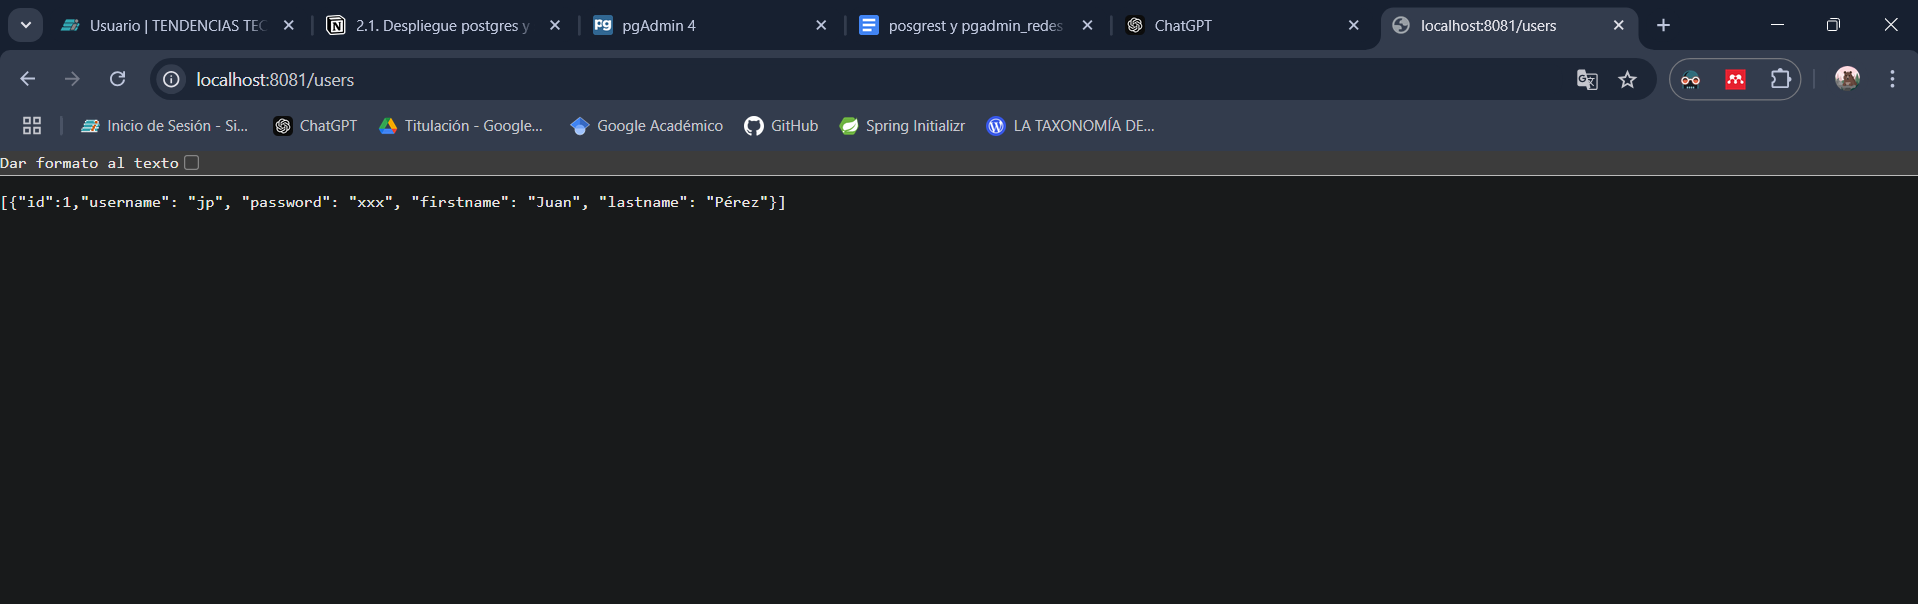 Usuario | TENDENCIAS TEC
2.1. Despliegue postgres y
pgAdmin 4
posgrest y pgadmin_redes
ChatGPT
localhost:8081/users
localhost:8081/users
Inicio de Sesión - Si...
ChatGPT
Titulación - Google...
Google Académico
GitHub
Spring Initializr
LA TAXONOMÍA DE...
Dar formato al texto
[{"id":1,"username": "jp", "password": "xxx", "firstname": "Juan", "lastname": "Pérez"}]